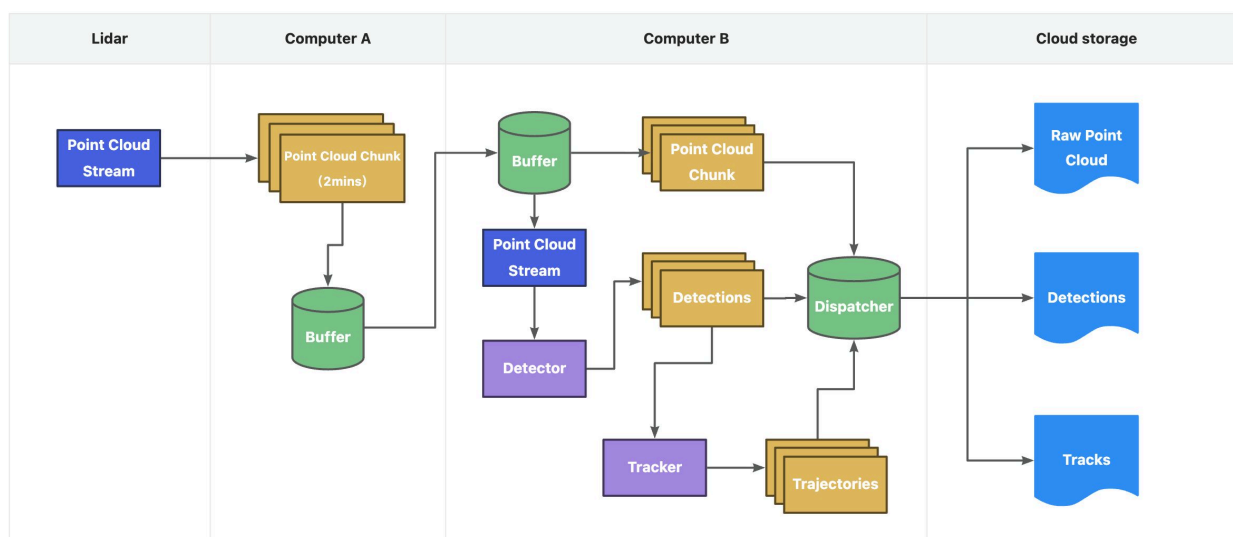 Lidar
Computer A
Computer B
Cloud storage
Point Cloud
Stream
Point Cloud Chunk
(2mins)
Buffer
Buffer
Point Cloud
Chunk
Point Cloud
Stream
Detector
Detections
Dispatcher
Tracker
Trajectories
Raw Point
Cloud
Detections
Tracks